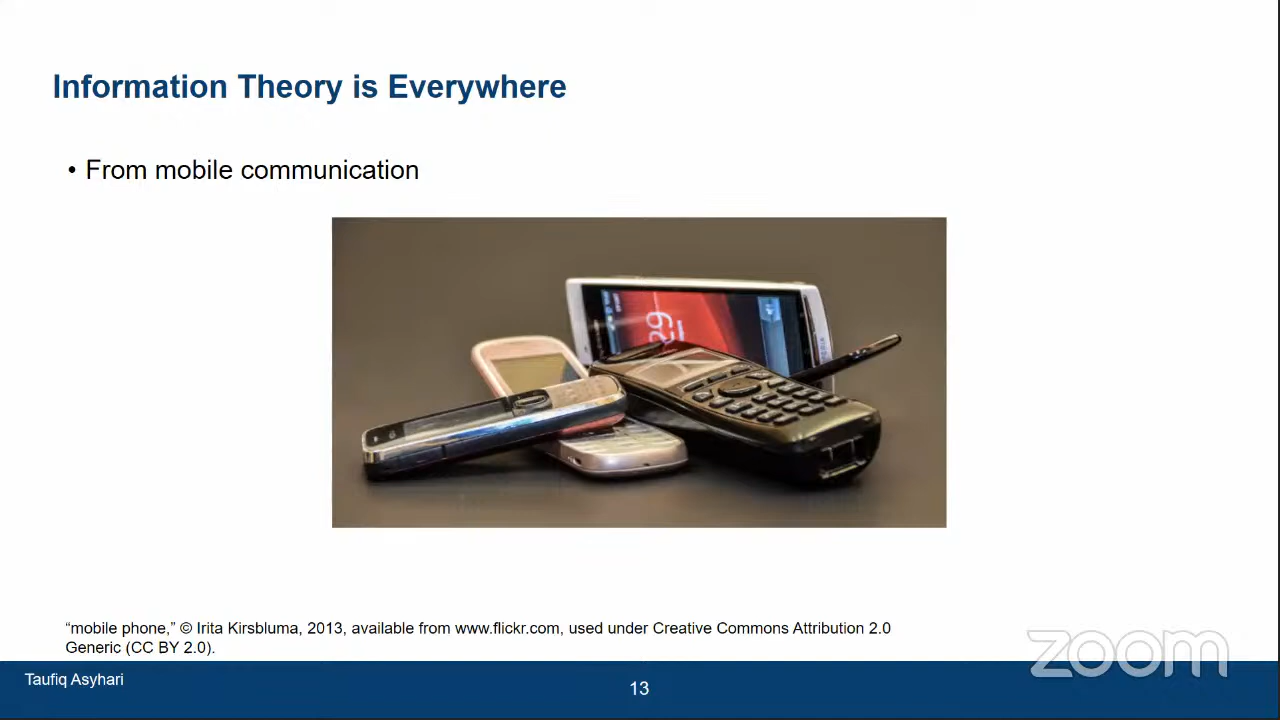 Information Theory is Everywhere
• From mobile communication
29
“mobile phone,” © Irita Kirsbluma, 2013, available from www.flickr.com, used under Creative Commons Attribution 2.0
Generic (CC BY 2.0).
zoom
Taufiq Asyhari
13